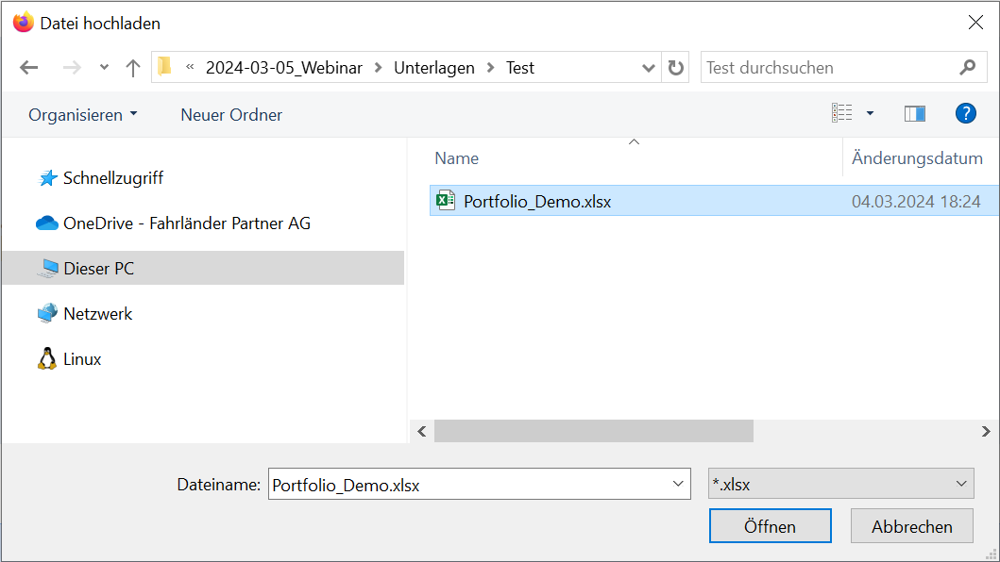 Datei hochladen
« 2024-03-05_Webinar > Unterlagen > Test
Test durchsuchen
Organisieren
Neuer Ordner
?
Name
Änderungsdatum
Schnellzugriff
Portfolio_Demo.xlsx
04.03.2024 18:24
OneDrive - Fahrländer Partner AG
Dieser PC
Netzwerk
Linux
Dateiname:
Portfolio_Demo.xlsx
*.xlsx
Öffnen
Abbrechen